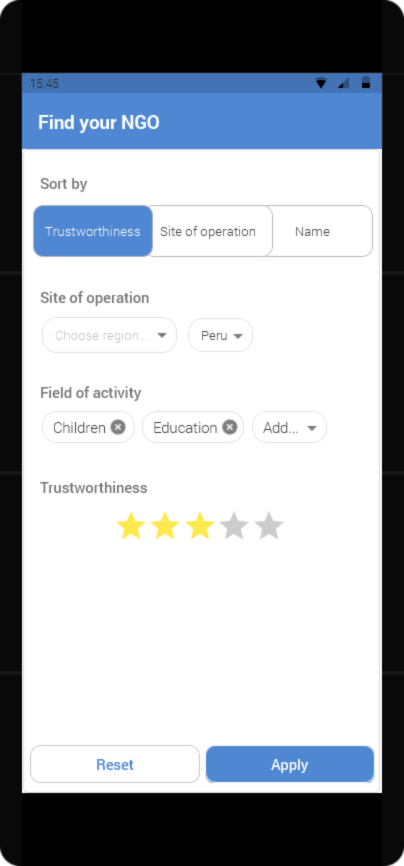 15:45
Find your NGO
Sort by
Trustworthiness Site of operation Name
Site of operation
Choose region... Peru
Field of activity
Children Education Add...
Trustworthiness
Reset Apply